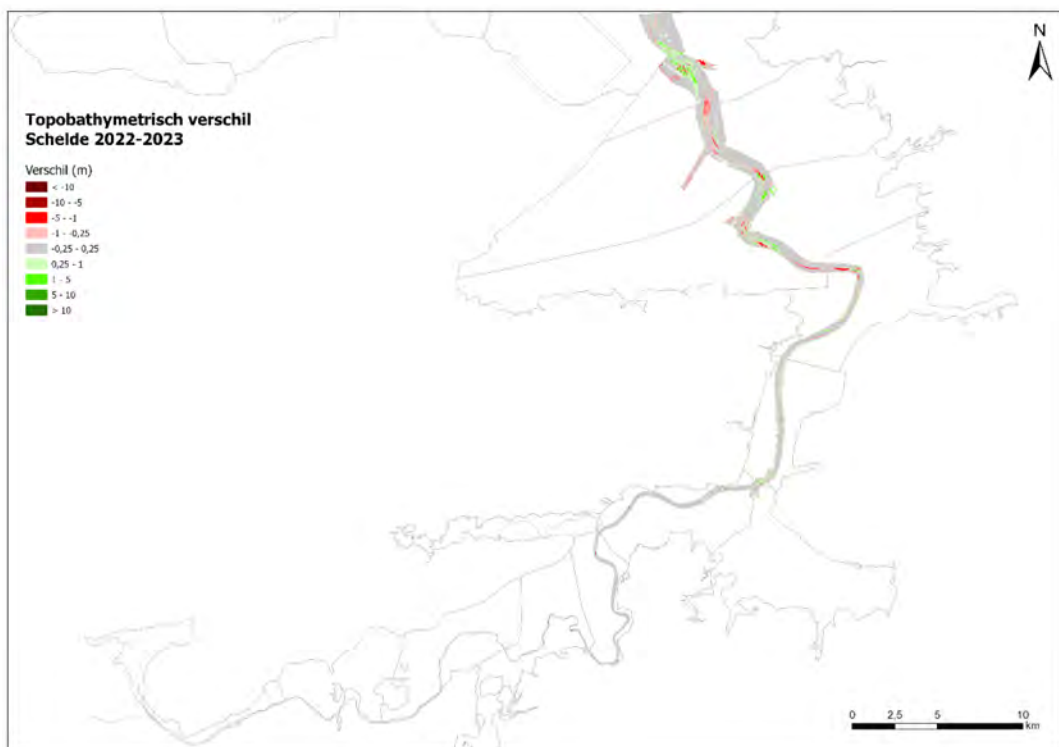 N
Topobathymetrisch verschil
Schelde 2022-2023
Verschil (m)
< -10
-10 - -5
-5 - -1
-1 - -0,25
-0,25 - 0,25
0,25 - 1
1 - 5
5 - 10
> 10
0 2.5 5 10
km